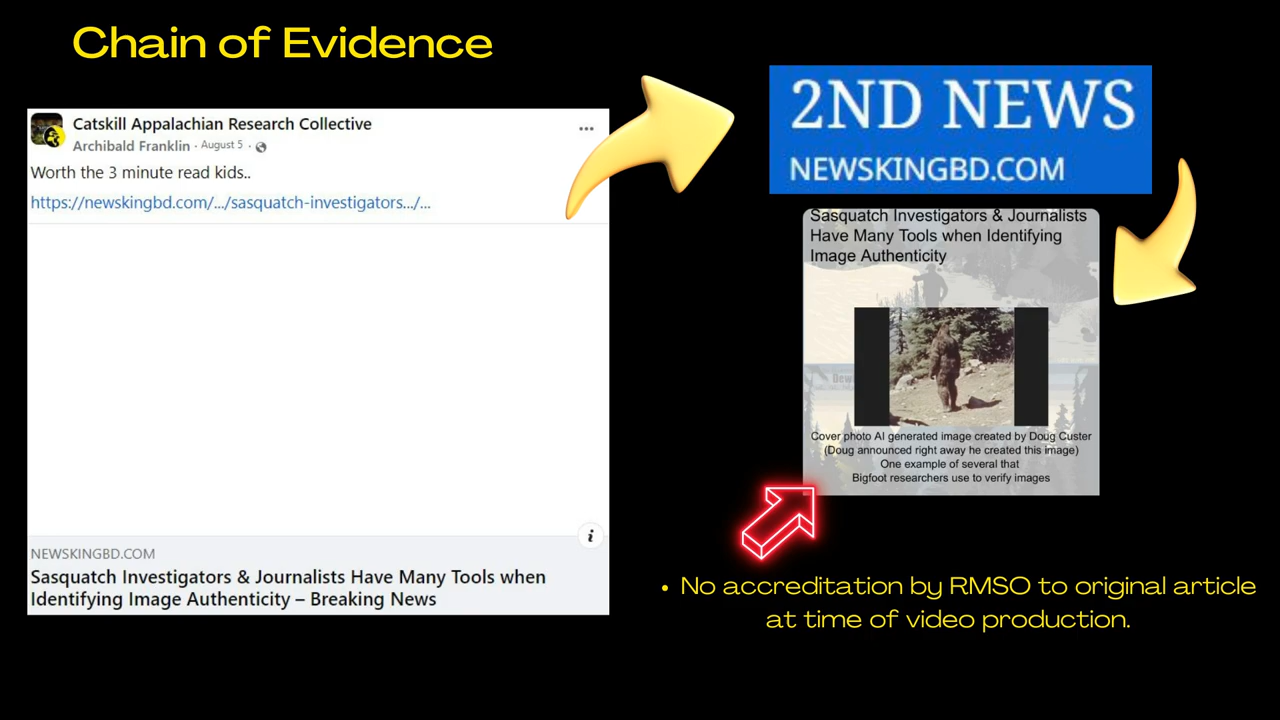 Chain of Evidence
Catskill Appalachian Research Collective
Archibald Franklin · August 5 ·
Worth the 3 minute read kids..
https://newskingbd.com/.../sasquatch-investigators.../...
NEWSKINGBD.COM
Sasquatch Investigators & Journalists Have Many Tools when
Identifying Image Authenticity – Breaking News
2ND NEWS
NEWSKINGBD.COM
Sasquatch Investigators & Journalists
Have Many Tools when Identifying
Image Authenticity
Cover photo AI generated image created by Doug Custer
(Doug announced right away he created this image)
One example of several that
Bigfoot researchers use to verify images
• No accreditation by RMSO to original article
at time of video production.